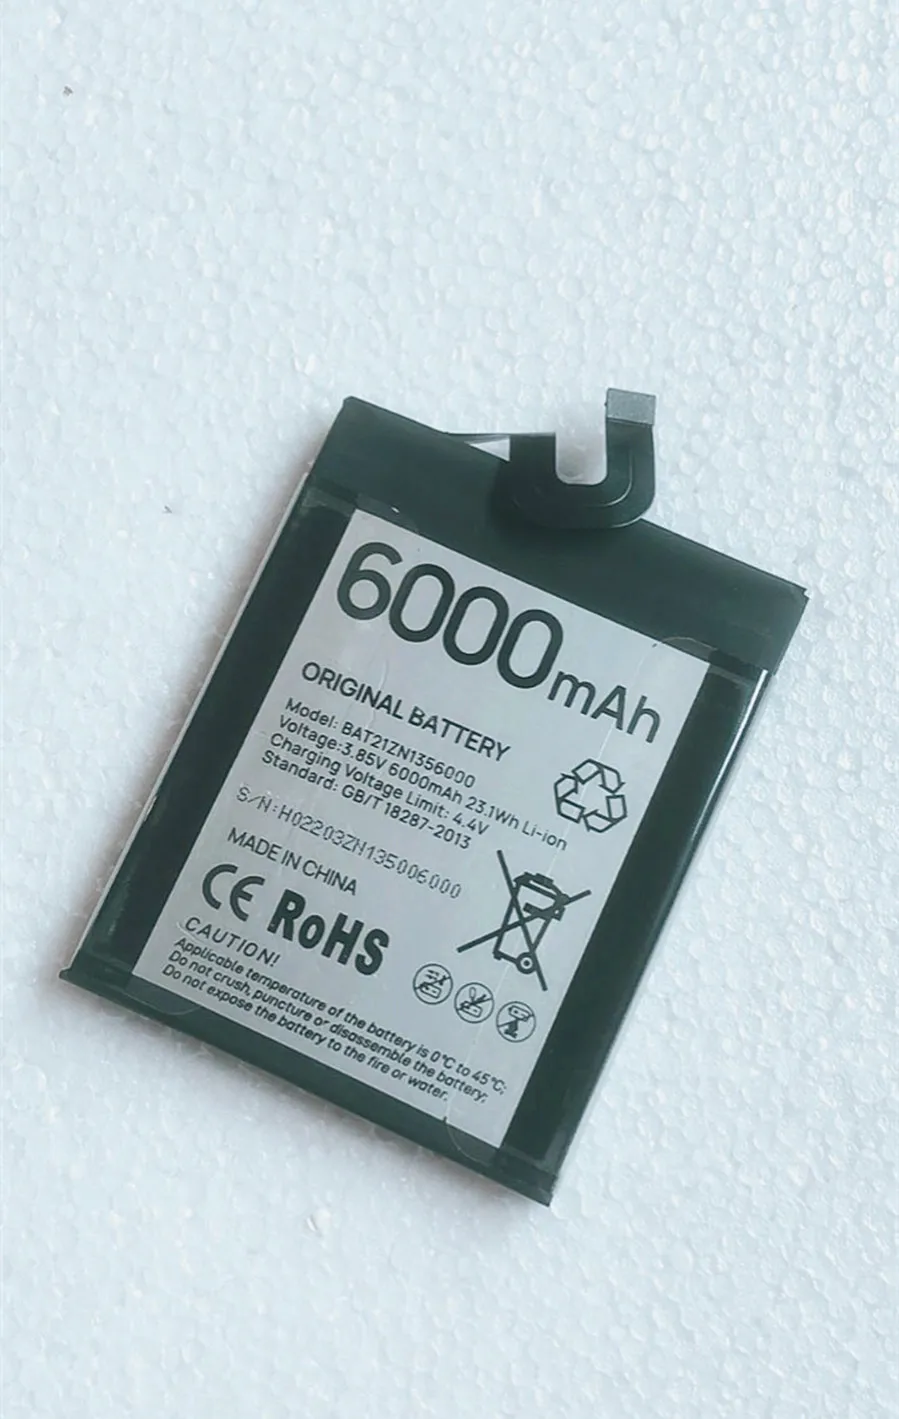 6000mAh
ORIGINAL BATTERY
Model: BAT21ZN1356000
Voltage:3.85V 6000mAh 23.1Wh Li-ion
Charging Voltage Limit: 4.4V
Standard: GB/T 18287-2013
S/N:H02203ZN135006000
MADE IN CHINA
CE RoHS
CAUTION!
Applicable temperature of the battery is 0°C to 45°C;
Do not crush, puncture or disassemble the battery;
Do not expose the battery to the fire or water.